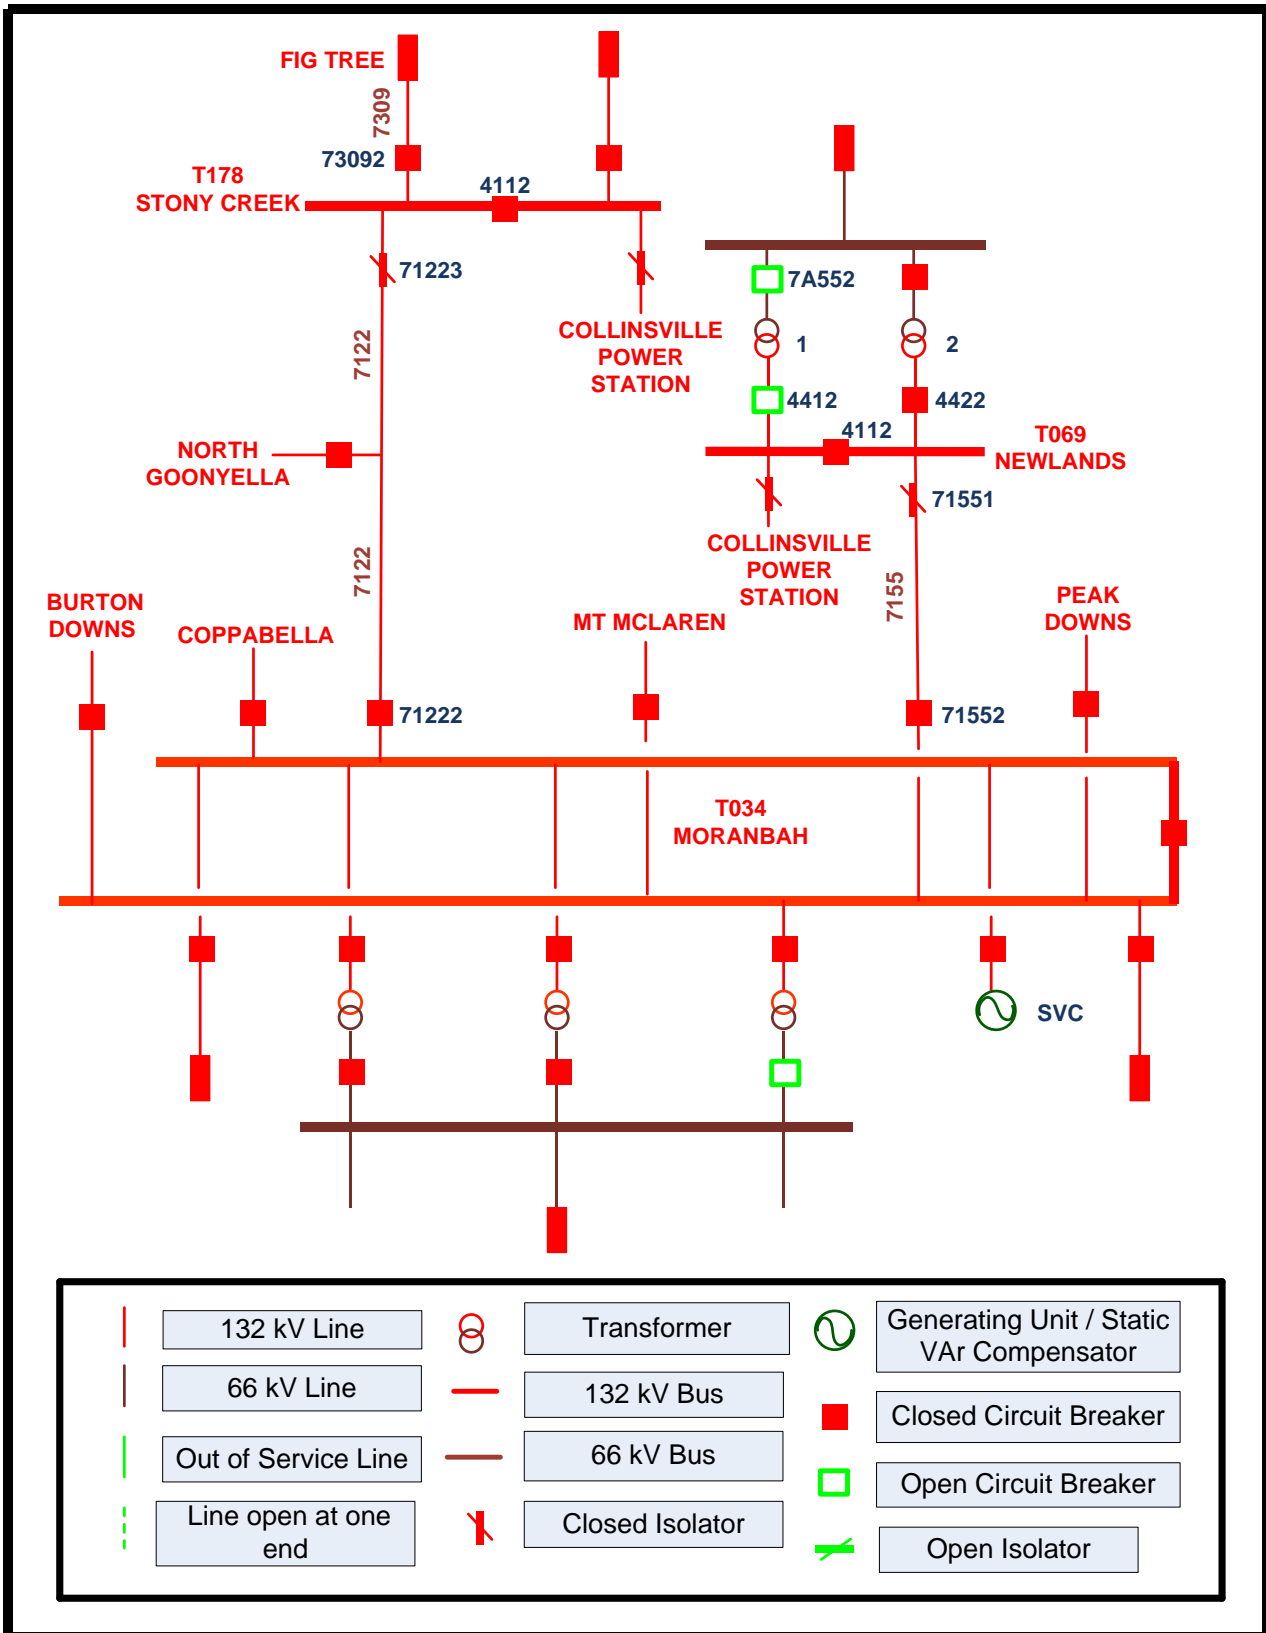 FIG TREE
7309
73092
T178
STONY CREEK
4112
71223
7A552
COLLINSVILLE
POWER
STATION
1
2
7122
4412
4422
4112
T069
NEWLANDS
NORTH
GOONYELLA
71551
COLLINSVILLE
POWER
STATION
7122
7155
BURTON
DOWNS
COPPABELLA
MT MCLAREN
PEAK
DOWNS
71222
71552
T034
MORANBAH
SVC
132 kV Line
Transformer
Generating Unit / Static
VAr Compensator
66 kV Line
132 kV Bus
Closed Circuit Breaker
Out of Service Line
66 kV Bus
Open Circuit Breaker
Line open at one
end
Closed Isolator
Open Isolator